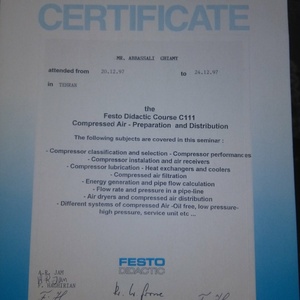 CERTIFICATE
MR. ABBASSALI GHIAMY
attended from 20.12.97 to 24.12.97
in TEHRAN
the
Festo Didactic Course C111
Compressed Air - Preparation and Distribution
The following subjects are covered in this seminar :
- Compressor classification and selection - Compressor performances
- Compressor instalation and air receivers
- Compressor lubrication - Heat exchangers and coolers
- Compressed air filtration
- Energy generation and pipe flow calculation
- Flow rate and pressure in a pipe-line
- Air dryers and compressed air distribution
- Different systems of compressed Air -Oil free, low pressure-
high pressure, service unit etc ...
FESTO
DIDACTIC